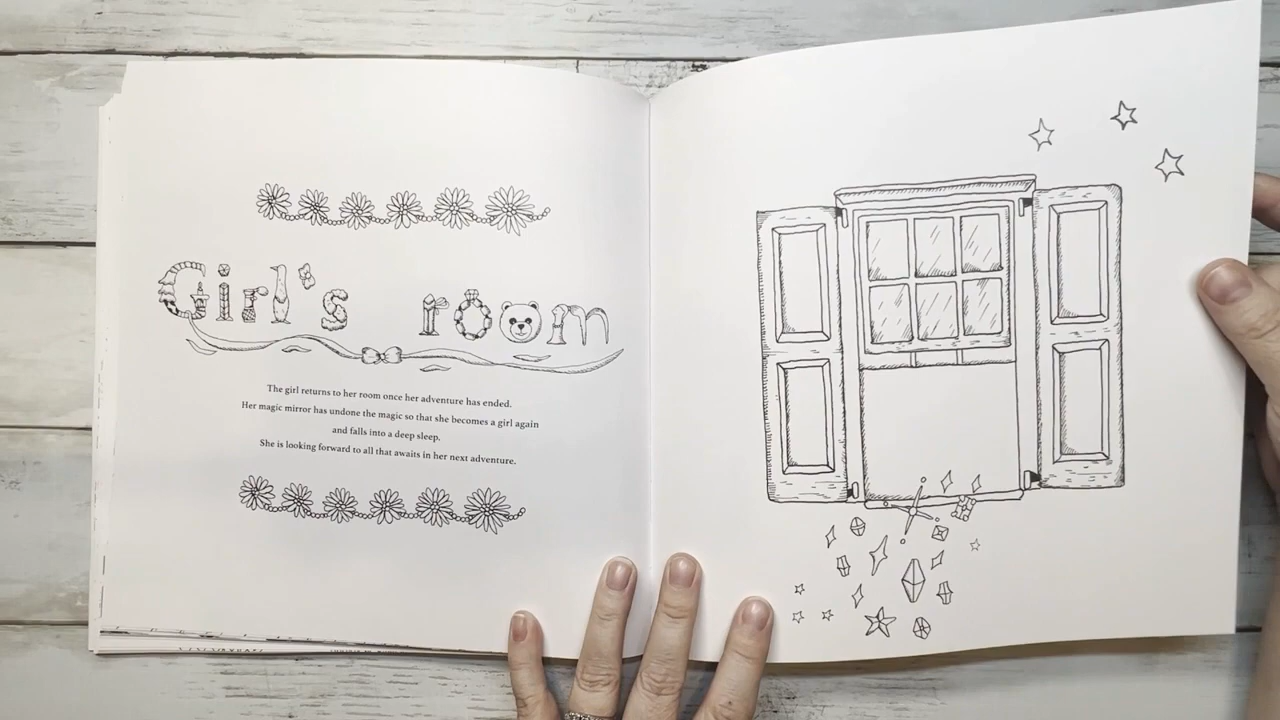 Girl's room
The girl returns to her room once her adventure has ended.
Her magic mirror has undone the magic so that she becomes a girl again
and falls into a deep sleep.
She is looking forward to all that awaits in her next adventure.